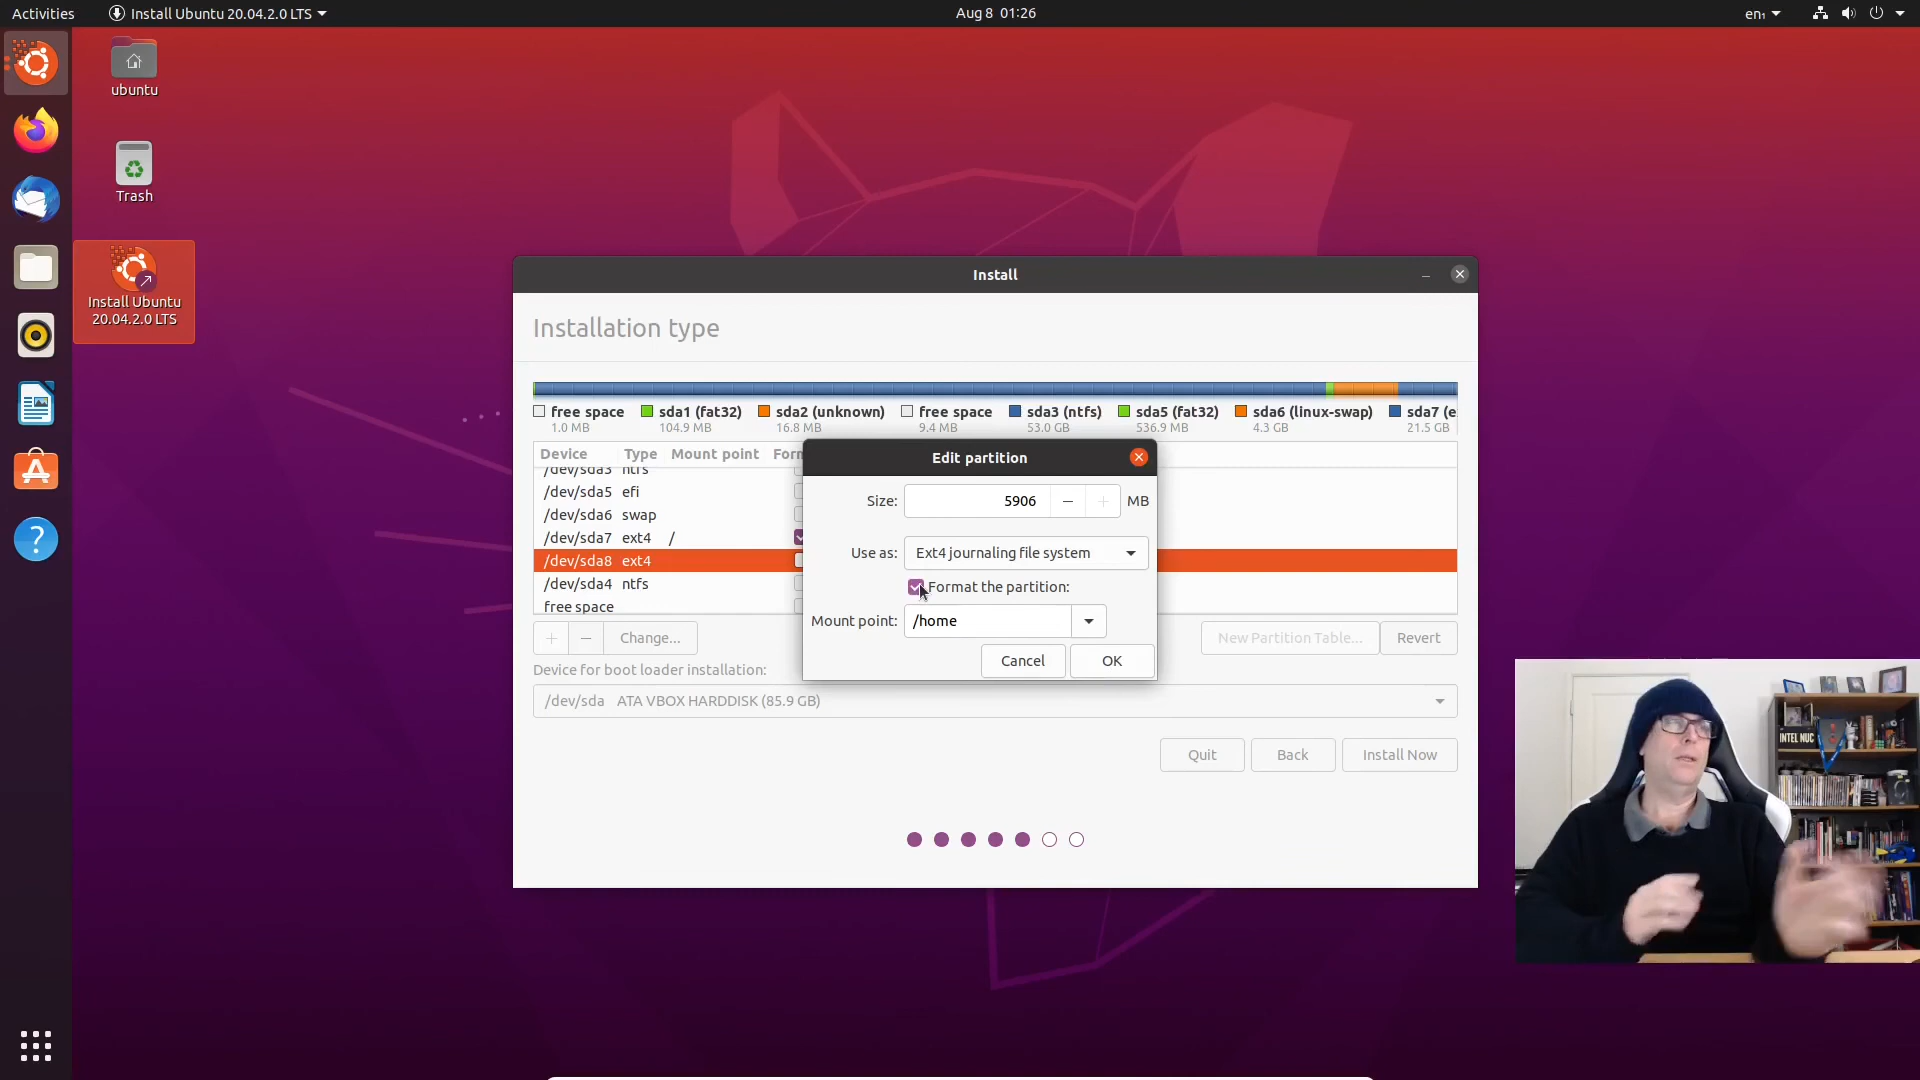 Activities
Install Ubuntu 20.04.2.0 LTS
Aug 8 01:26
en₁
ubuntu
Trash
Install Ubuntu
20.04.2.0 LTS
Install
Installation type
free space
1.0 MB
sda1 (fat32)
104.9 MB
sda2 (unknown)
16.8 MB
free space
9.4 MB
sda3 (ntfs)
53.0 GB
sda5 (fat32)
536.9 MB
sda6 (linux-swap)
4.3 GB
sda7 (e
21.5 GB
Device Type Mount point Forn
/dev/sda3 ntfs
/dev/sda5 efi
/dev/sda6 swap
/dev/sda7 ext4 /
/dev/sda8 ext4
/dev/sda4 ntfs
free space
Edit partition
Size: 5906 MB
Use as: Ext4 journaling file system
Format the partition:
Mount point: /home
Cancel OK
+ − Change... New Partition Table... Revert
Device for boot loader installation:
/dev/sda ATA VBOX HARDDISK (85.9 GB)
Quit Back Install Now
INTEL NUC